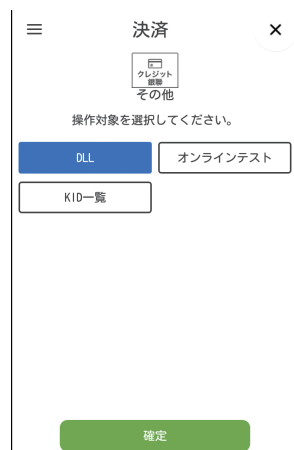 決済
クレジット
銀聯
その他
操作対象を選択してください。
DLL
オンラインテスト
KID一覧
確定